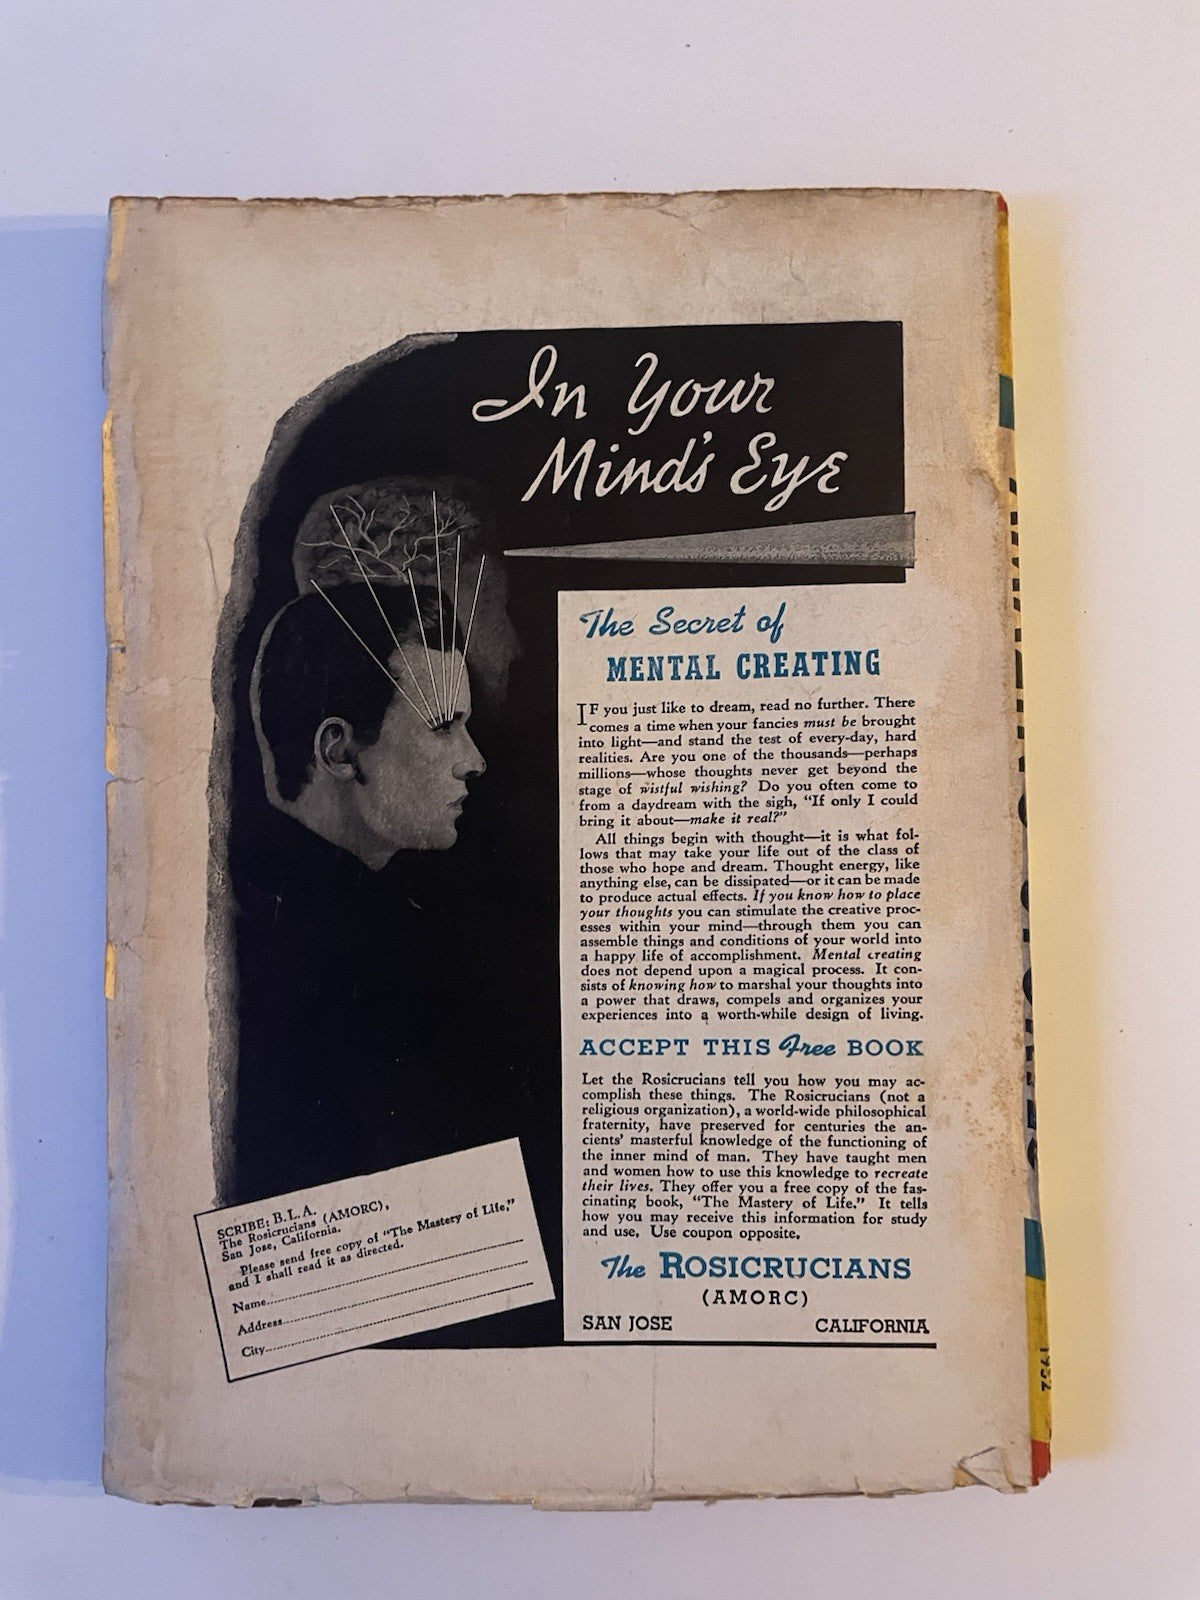 In Your
Mind's Eye
The Secret of
MENTAL CREATING
IF you just like to dream, read no further. There
comes a time when your fancies must be brought
into light—and stand the test of every-day, hard
realities. Are you one of the thousands—perhaps
millions—whose thoughts never get beyond the
stage of wistful wishing? Do you often come to
from a daydream with the sigh, "If only I could
bring it about—make it real?"
All things begin with thought—it is what fol-
lows that may take your life out of the class of
those who hope and dream. Thought energy, like
anything else, can be dissipated—or it can be made
to produce actual effects. If you know how to place
your thoughts you can stimulate the creative proc-
esses within your mind—through them you can
assemble things and conditions of your world into
a happy life of accomplishment. Mental creating
does not depend upon a magical process. It con-
sists of knowing how to marshal your thoughts into
a power that draws, compels and organizes your
experiences into a worth-while design of living.
ACCEPT THIS Free BOOK
Let the Rosicrucians tell you how you may ac-
complish these things. The Rosicrucians (not a
religious organization), a world-wide philosophical
fraternity, have preserved for centuries the an-
cients' masterful knowledge of the functioning of
the inner mind of man. They have taught men
and women how to use this knowledge to recreate
their lives. They offer you a free copy of the fas-
cinating book, "The Mastery of Life." It tells
how you may receive this information for study
and use. Use coupon opposite.
The ROSICRUCIANS
(AMORC)
SAN JOSE CALIFORNIA
SCRIBE: B.L.A.
The Rosicrucians (AMORC),
San Jose, California.
Please send free copy of "The Mastery of Life,"
and I shall read it as directed.
Name
Address
City
1952